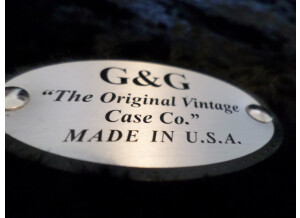 G&G
"The Original Vintage
Case Co."
MADE IN U.S.A.